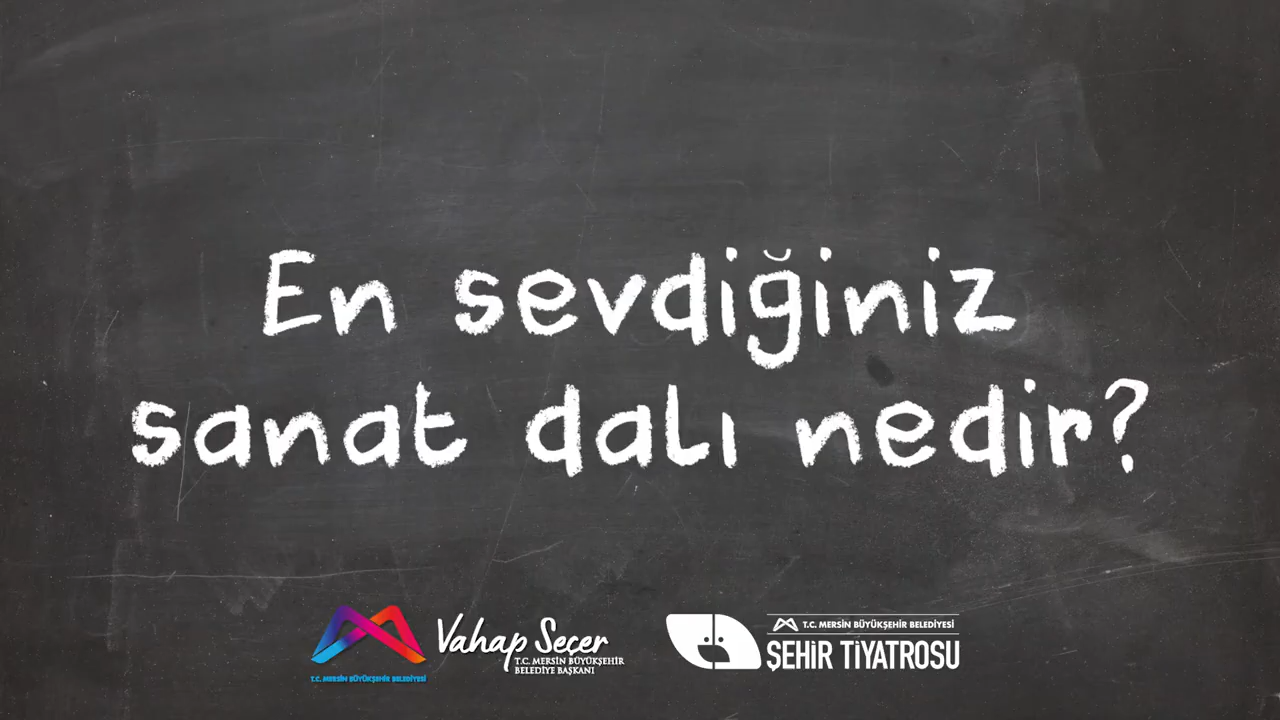 En sevdiğiniz
sanat dalı nedir?
T.C. MERSİN BÜYÜKŞEHİR BELEDİYESİ
Vahap Seçer
T.C. MERSİN BÜYÜKŞEHİR
BELEDİYE BAŞKANI
T.C. MERSİN BÜYÜKŞEHİR BELEDİYESİ
ŞEHİR TİYATROSU